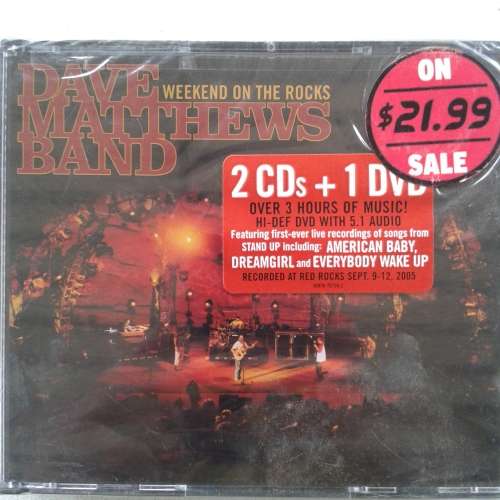 DAVE
MATTHEWS
BAND
WEEKEND ON THE ROCKS
ON
$21.99
SALE
2 CDs + 1 DVD
OVER 3 HOURS OF MUSIC!
HI-DEF DVD WITH 5.1 AUDIO
Featuring first-ever live recordings of songs from
STAND UP including: AMERICAN BABY,
DREAMGIRL and EVERYBODY WAKE UP
RECORDED AT RED ROCKS SEPT. 9-12, 2005